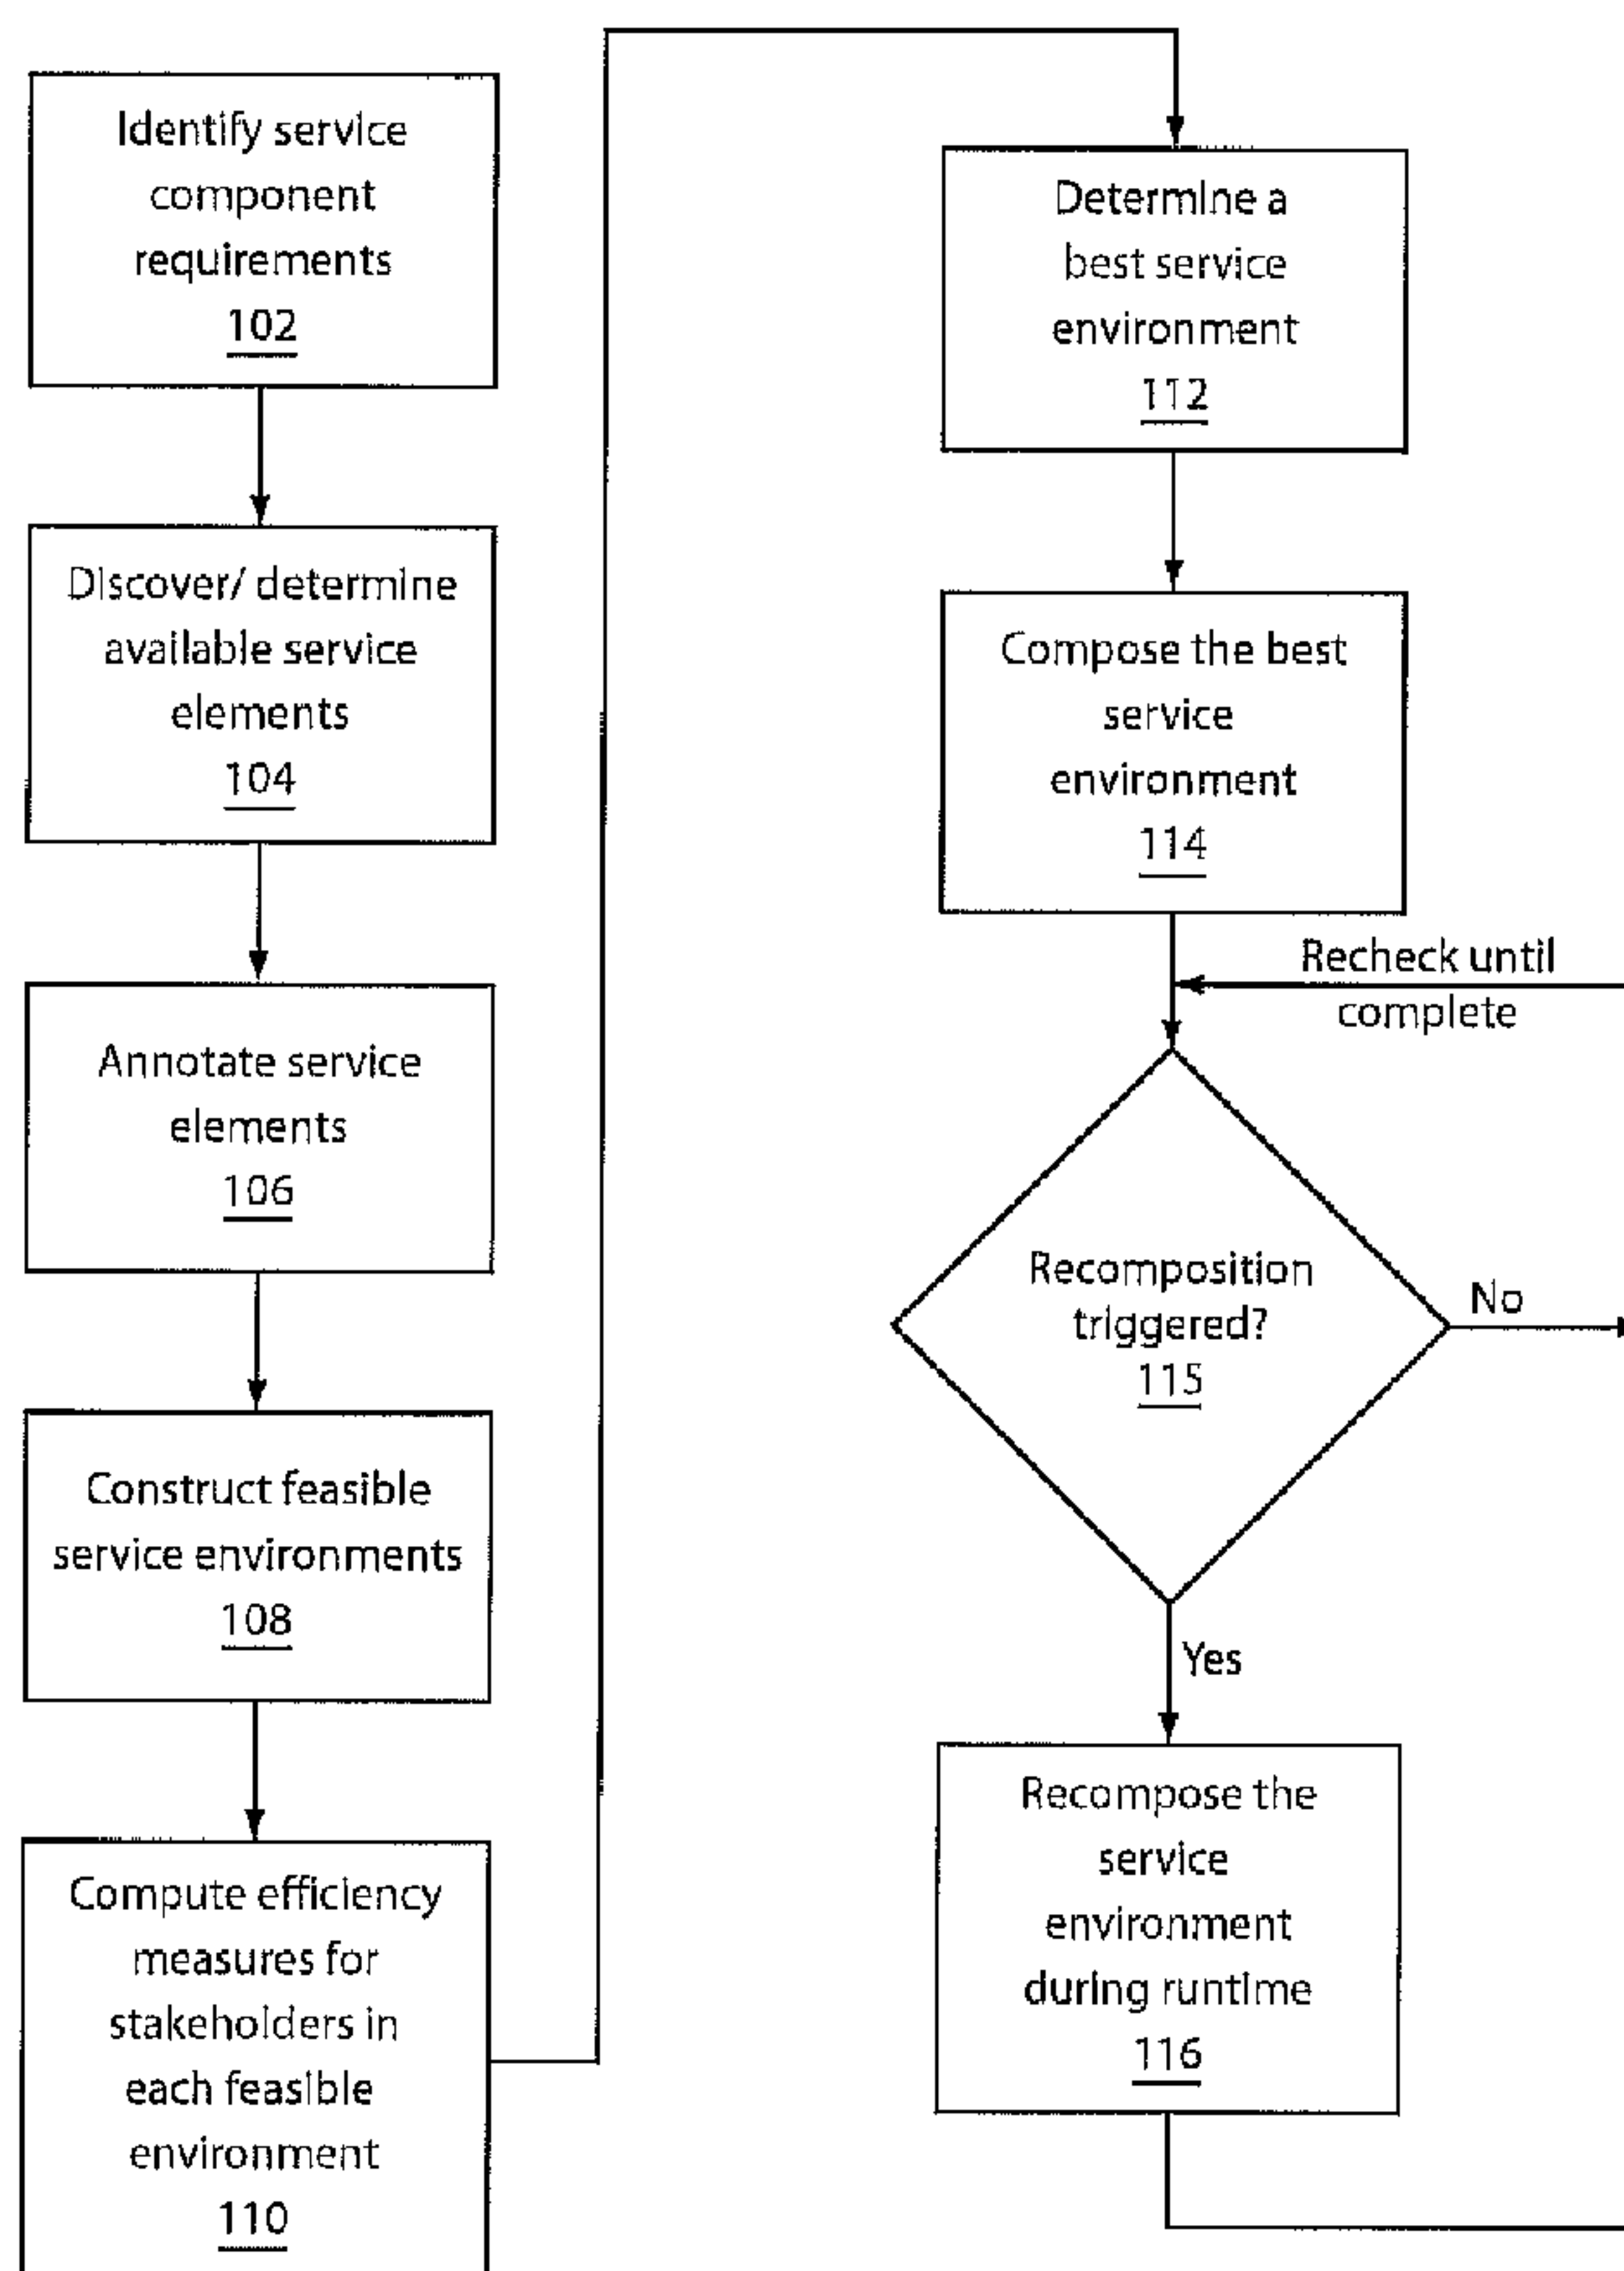 Identify service
component
requirements
102
Discover/ determine
available service
elements
104
Annotate service
elements
106
Construct feasible
service environments
108
Compute efficiency
measures for
stakeholders in
each feasible
environment
110
Determine a
best service
environment
112
Compose the best
service
environment
114
Recheck until
complete
Recomposition
triggered?
115
No
Yes
Recompose the
service
environment
during runtime
116